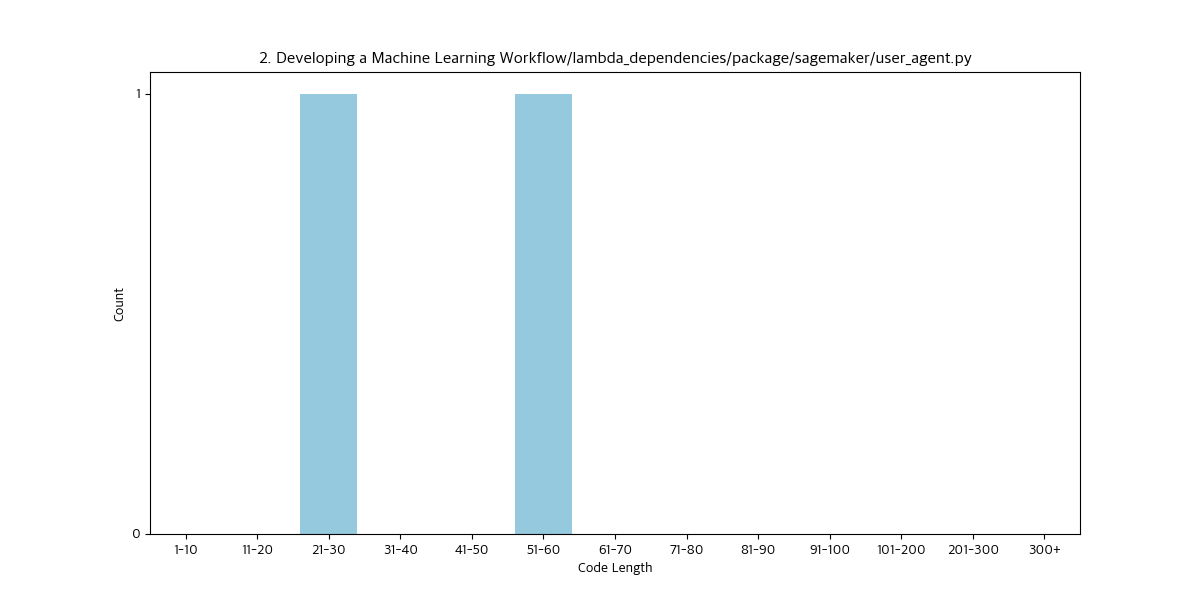 2. Developing a Machine Learning Workflow/lambda_dependencies/package/sagemaker/user_agent.py
1
Count
0
1-10 11-20 21-30 31-40 41-50 51-60 61-70 71-80 81-90 91-100 101-200 201-300 300+
Code Length